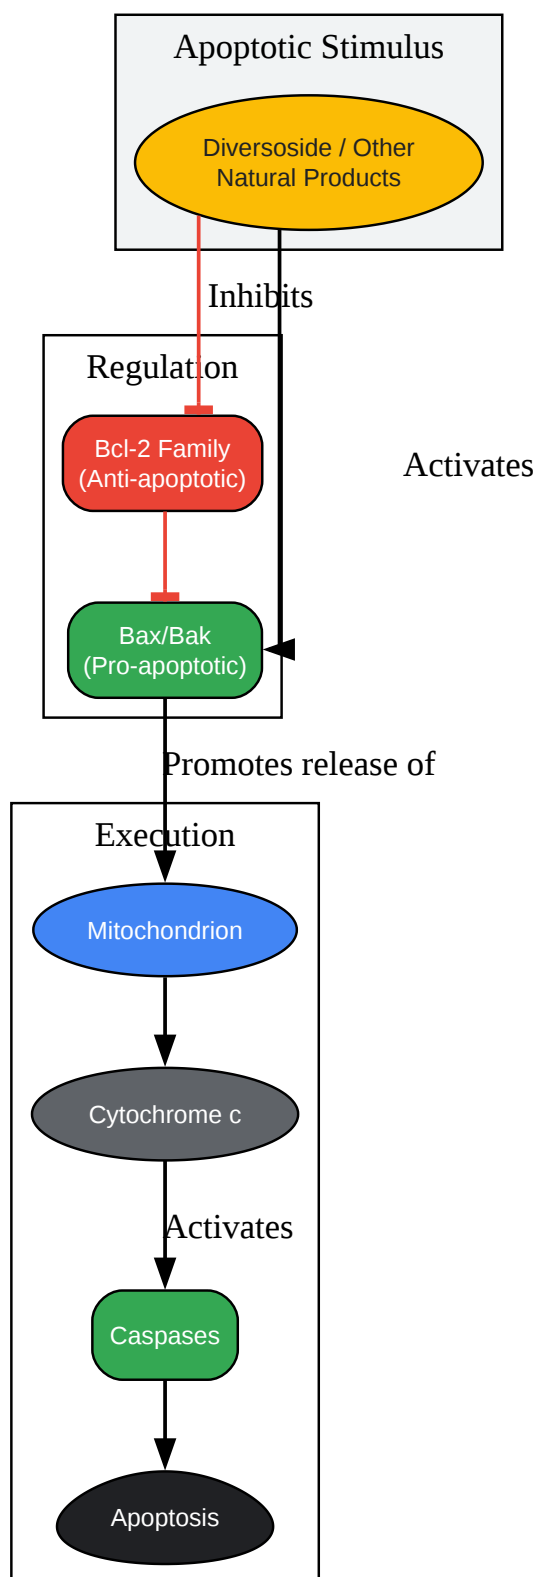 Apoptotic Stimulus
Diversoside / Other
Natural Products
Inhibits
Regulation
Bcl-2 Family
(Anti-apoptotic)
Activates
Bax/Bak
(Pro-apoptotic)
Promotes release of
Execution
Mitochondrion
Cytochrome c
Activates
Caspases
Apoptosis